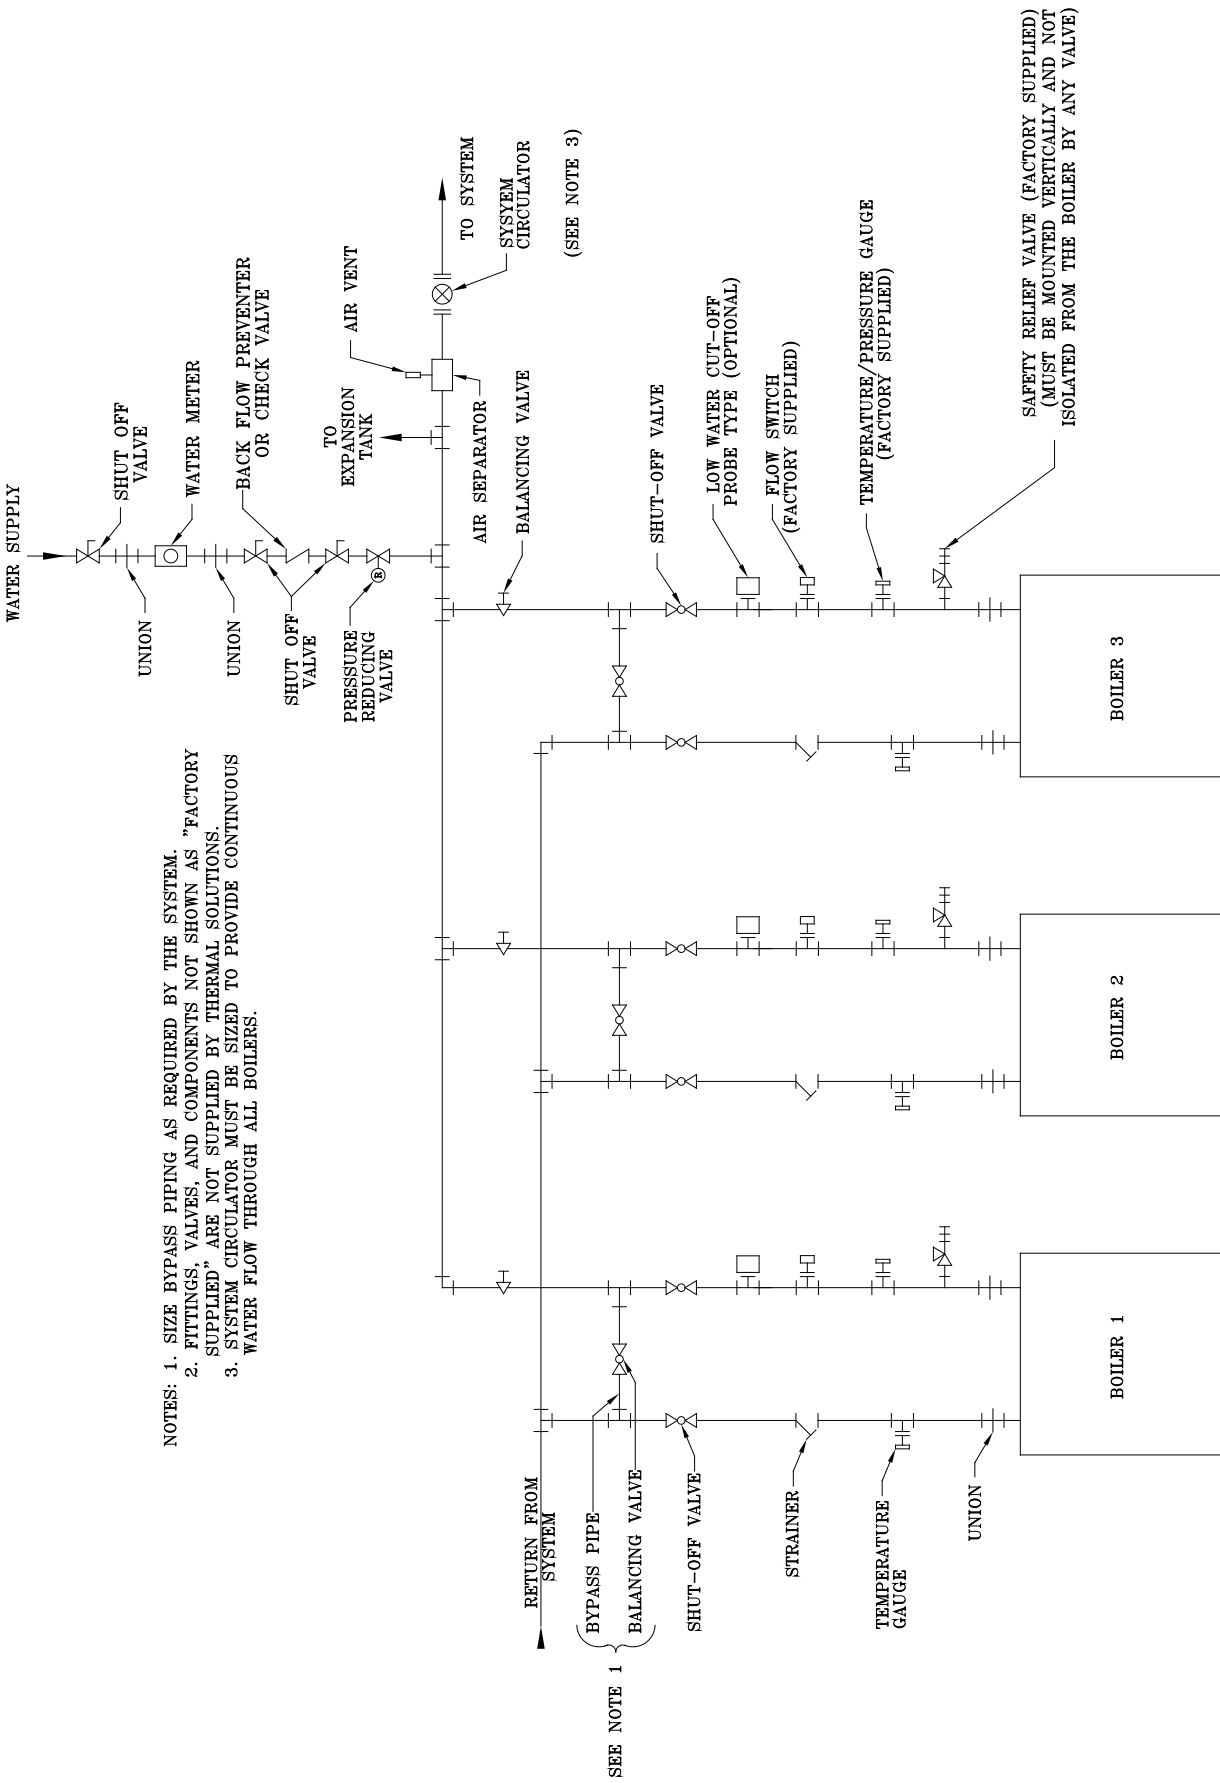 WATER SUPPLY
SHUT OFF
VALVE
UNION
WATER METER
UNION
BACK FLOW PREVENTER
OR CHECK VALVE
SHUT OFF
VALVE
PRESSURE
REDUCING
VALVE
R
TO
EXPANSION
TANK
AIR VENT
TO SYSTEM
SYSYEM
CIRCULATOR
(SEE NOTE 3)
AIR SEPARATOR
BALANCING VALVE
SHUT-OFF VALVE
LOW WATER CUT-OFF
PROBE TYPE (OPTIONAL)
FLOW SWITCH
(FACTORY SUPPLIED)
TEMPERATURE/PRESSURE GAUGE
(FACTORY SUPPLIED)
SAFETY RELIEF VALVE (FACTORY SUPPLIED)
(MUST BE MOUNTED VERTICALLY AND NOT
ISOLATED FROM THE BOILER BY ANY VALVE)
NOTES: 1. SIZE BYPASS PIPING AS REQUIRED BY THE SYSTEM.
2. FITTINGS, VALVES, AND COMPONENTS NOT SHOWN AS "FACTORY
SUPPLIED" ARE NOT SUPPLIED BY THERMAL SOLUTIONS.
3. SYSTEM CIRCULATOR MUST BE SIZED TO PROVIDE CONTINUOUS
WATER FLOW THROUGH ALL BOILERS.
RETURN FROM
SYSTEM
SEE NOTE 1
BYPASS PIPE
BALANCING VALVE
SHUT-OFF VALVE
STRAINER
TEMPERATURE
GAUGE
UNION
BOILER 1
BOILER 2
BOILER 3